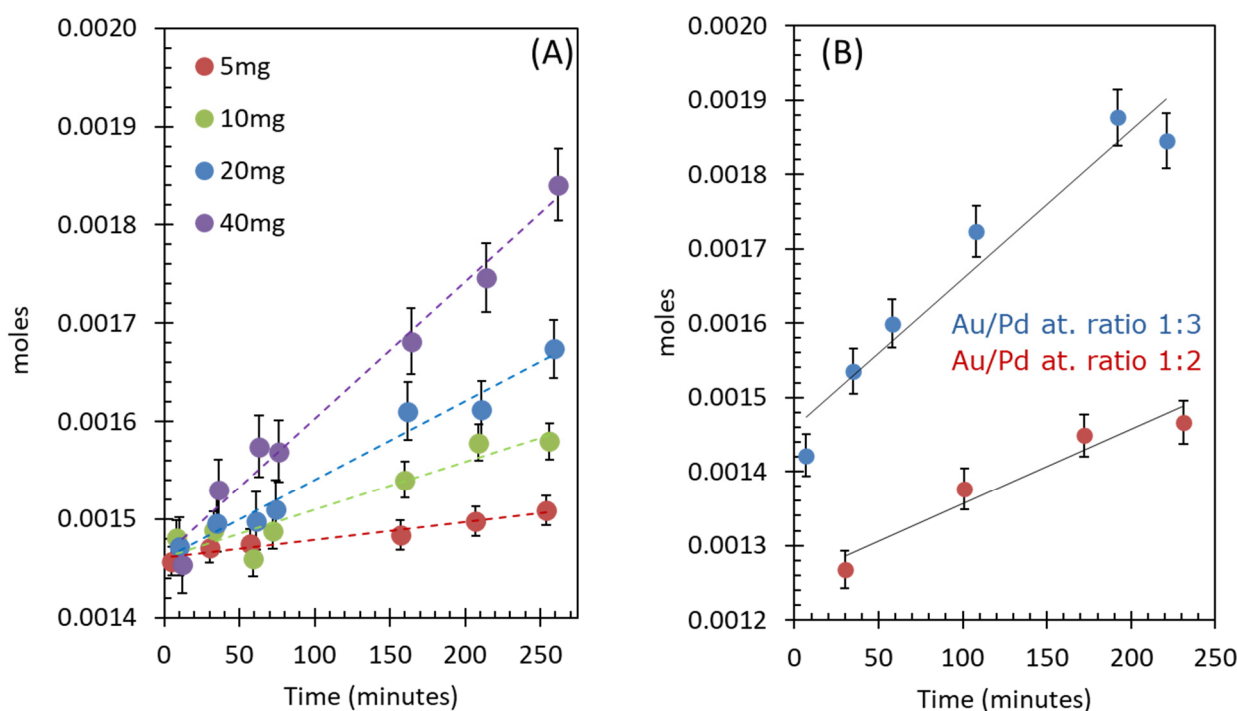 (A)
5mg
10mg
20mg
40mg
0.0020
0.0019
0.0018
0.0017
0.0016
0.0015
0.0014
moles
0 50 100 150 200 250
Time (minutes)
(B)
0.0020
0.0019
0.0018
0.0017
0.0016
0.0015
0.0014
0.0013
0.0012
moles
Au/Pd at. ratio 1:3
Au/Pd at. ratio 1:2
0 50 100 150 200 250
Time (minutes)